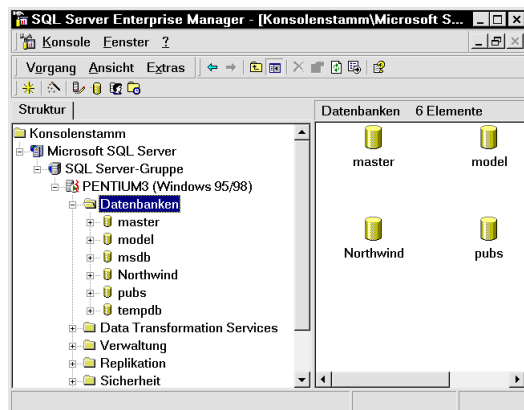 SQL Server Enterprise Manager - [Konsolenstamm\Microsoft S...
Konsole Fenster ?
Vorgang Ansicht Extras
Struktur
Datenbanken 6 Elemente
Konsolenstamm
Microsoft SQL Server
SQL Server-Gruppe
PENTIUM3 (Windows 95/98)
Datenbanken
master
model
msdb
Northwind
pubs
tempdb
Data Transformation Services
Verwaltung
Replikation
Sicherheit
master model
Northwind pubs